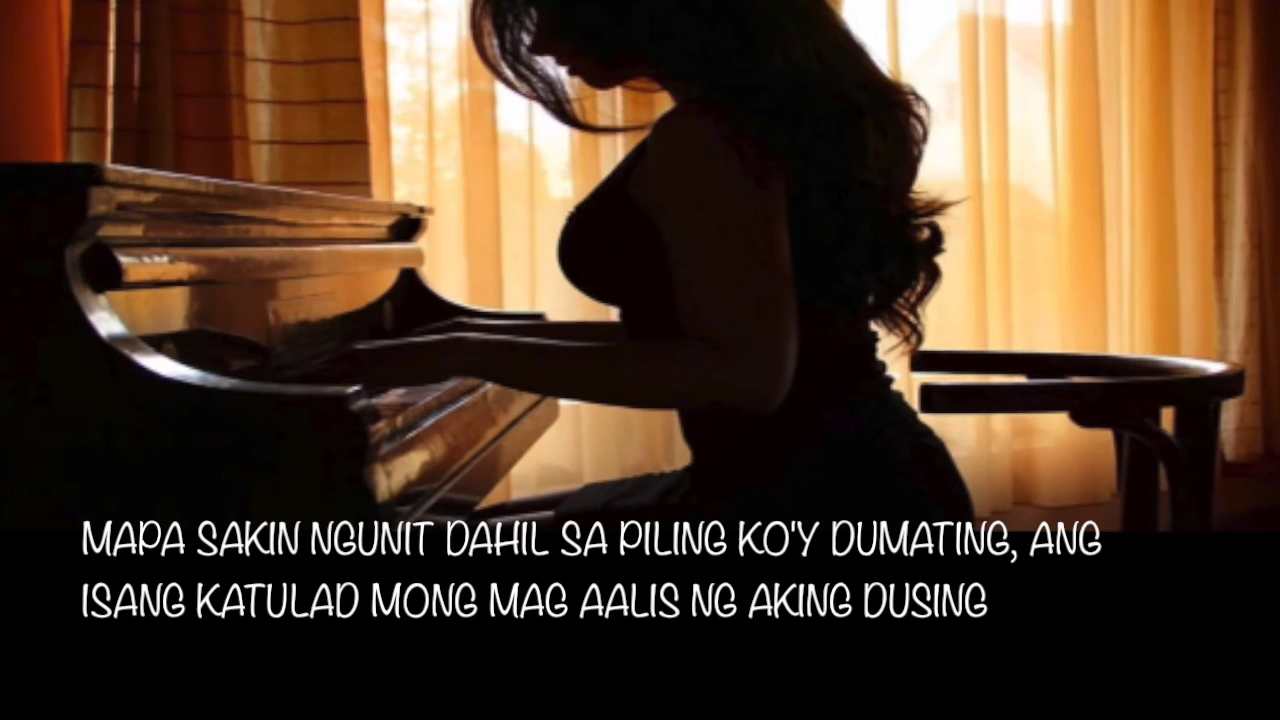 MAPA SAKIN NGUNIT DAHIL SA PILING KO'Y DUMATING, ANG
ISANG KATULAD MONG MAG AALIS NG AKING DUSING